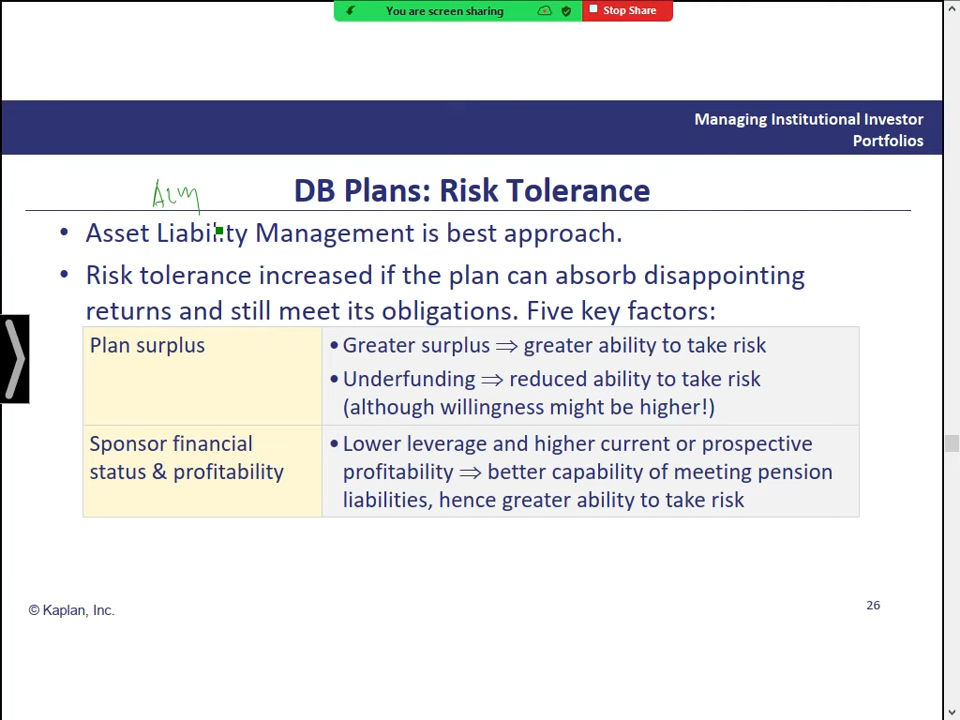 You are screen sharing
Stop Share
Managing Institutional Investor
Portfolios
ALM
DB Plans: Risk Tolerance
• Asset Liability Management is best approach.
• Risk tolerance increased if the plan can absorb disappointing
returns and still meet its obligations. Five key factors:
Plan surplus
• Greater surplus ⇒ greater ability to take risk
• Underfunding ⇒ reduced ability to take risk
(although willingness might be higher!)
Sponsor financial
status & profitability
• Lower leverage and higher current or prospective
profitability ⇒ better capability of meeting pension
liabilities, hence greater ability to take risk
© Kaplan, Inc.
26